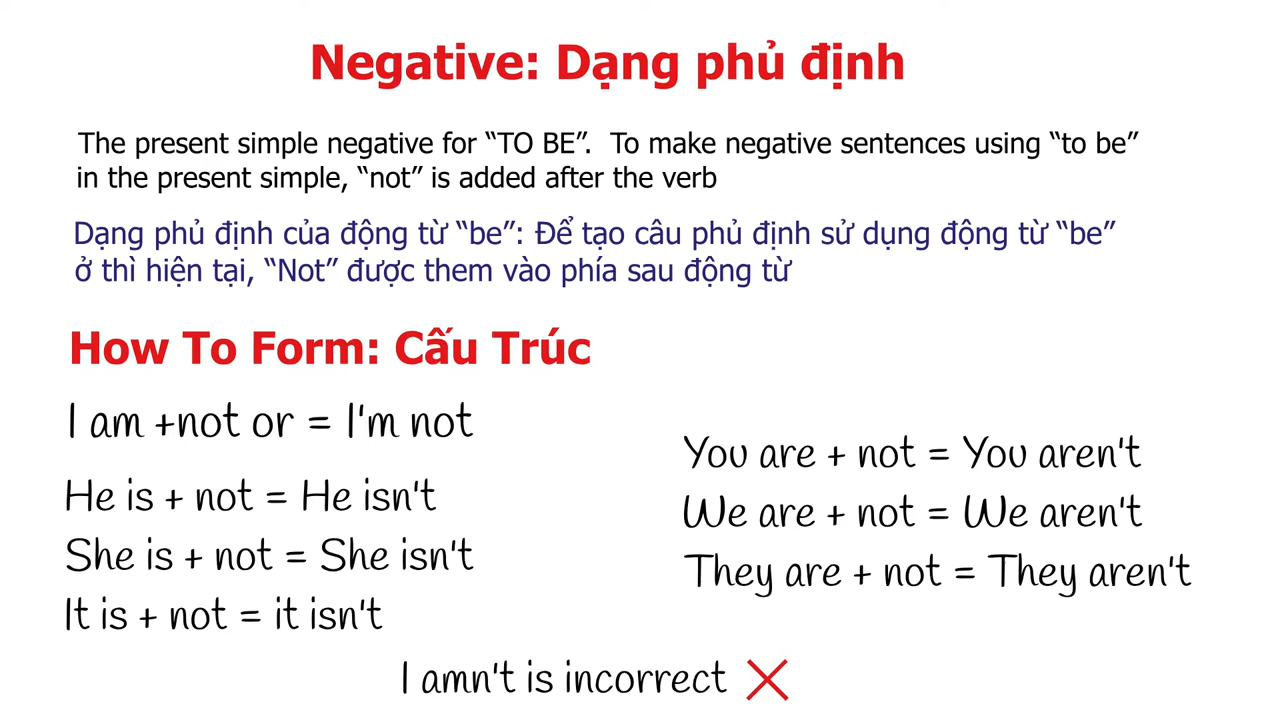 Negative: Dạng phủ định
The present simple negative for “TO BE”. To make negative sentences using “to be”
in the present simple, “not” is added after the verb
Dạng phủ định của động từ “be”: Để tạo câu phủ định sử dụng động từ “be”
ở thì hiện tại, “Not” được them vào phía sau động từ
How To Form: Cấu Trúc
I am +not or = I'm not
He is + not = He isn't
She is + not = She isn't
It is + not = it isn't
You are + not = You aren't
We are + not = We aren't
They are + not = They aren't
I amn't is incorrect